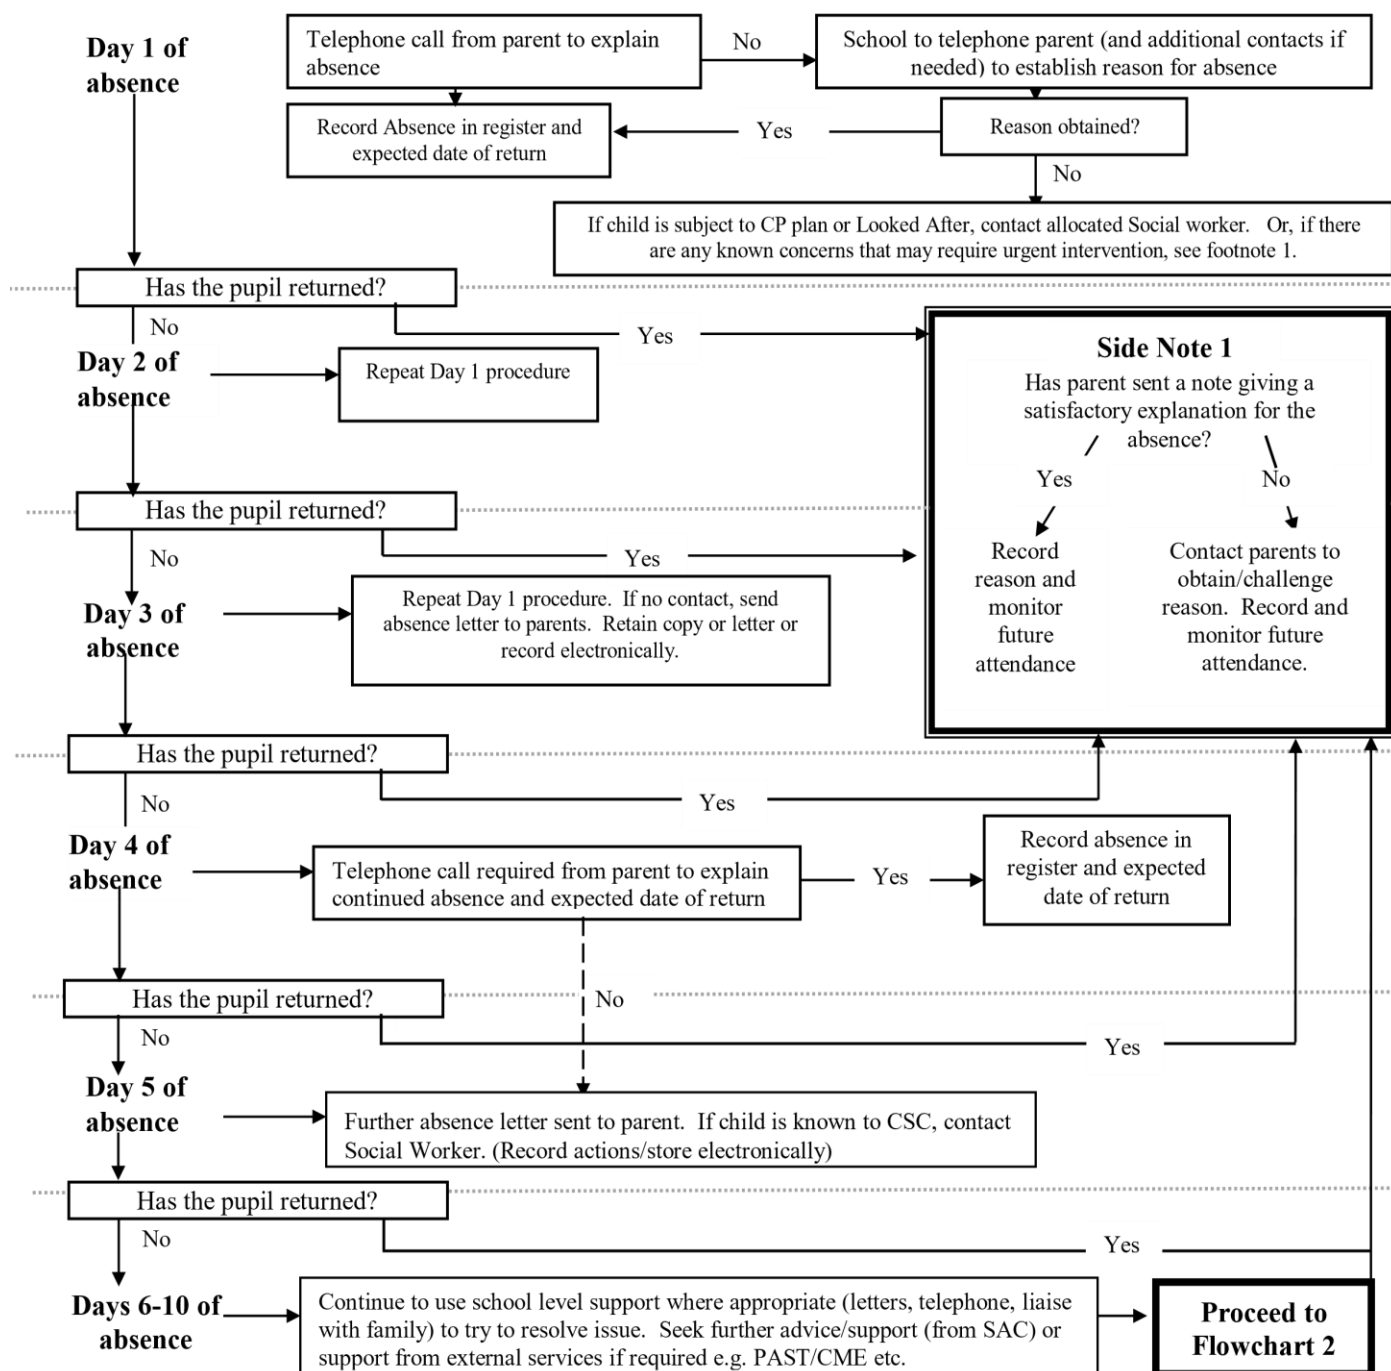 Day 1 of
absence
Telephone call from parent to explain
absence
No
School to telephone parent (and additional contacts if
needed) to establish reason for absence
Record Absence in register and
expected date of return
Yes
Reason obtained?
No
If child is subject to CP plan or Looked After, contact allocated Social worker. Or, if there
are any known concerns that may require urgent intervention, see footnote 1.
Has the pupil returned?
No
Yes
Day 2 of
absence
Repeat Day 1 procedure
Side Note 1
Has parent sent a note giving a
satisfactory explanation for the
absence?
Yes
No
Record
reason and
monitor
future
attendance
Contact parents to
obtain/challenge
reason. Record and
monitor future
attendance.
Has the pupil returned?
No
Yes
Day 3 of
absence
Repeat Day 1 procedure. If no contact, send
absence letter to parents. Retain copy or letter or
record electronically.
Has the pupil returned?
No
Yes
Day 4 of
absence
Telephone call required from parent to explain
continued absence and expected date of return
Yes
Record absence in
register and expected
date of return
No
Has the pupil returned?
No
Yes
Day 5 of
absence
Further absence letter sent to parent. If child is known to CSC, contact
Social Worker. (Record actions/store electronically)
Has the pupil returned?
No
Yes
Days 6-10 of
absence
Continue to use school level support where appropriate (letters, telephone, liaise
with family) to try to resolve issue. Seek further advice/support (from SAC) or
support from external services if required e.g. PAST/CME etc.
Proceed to
Flowchart 2